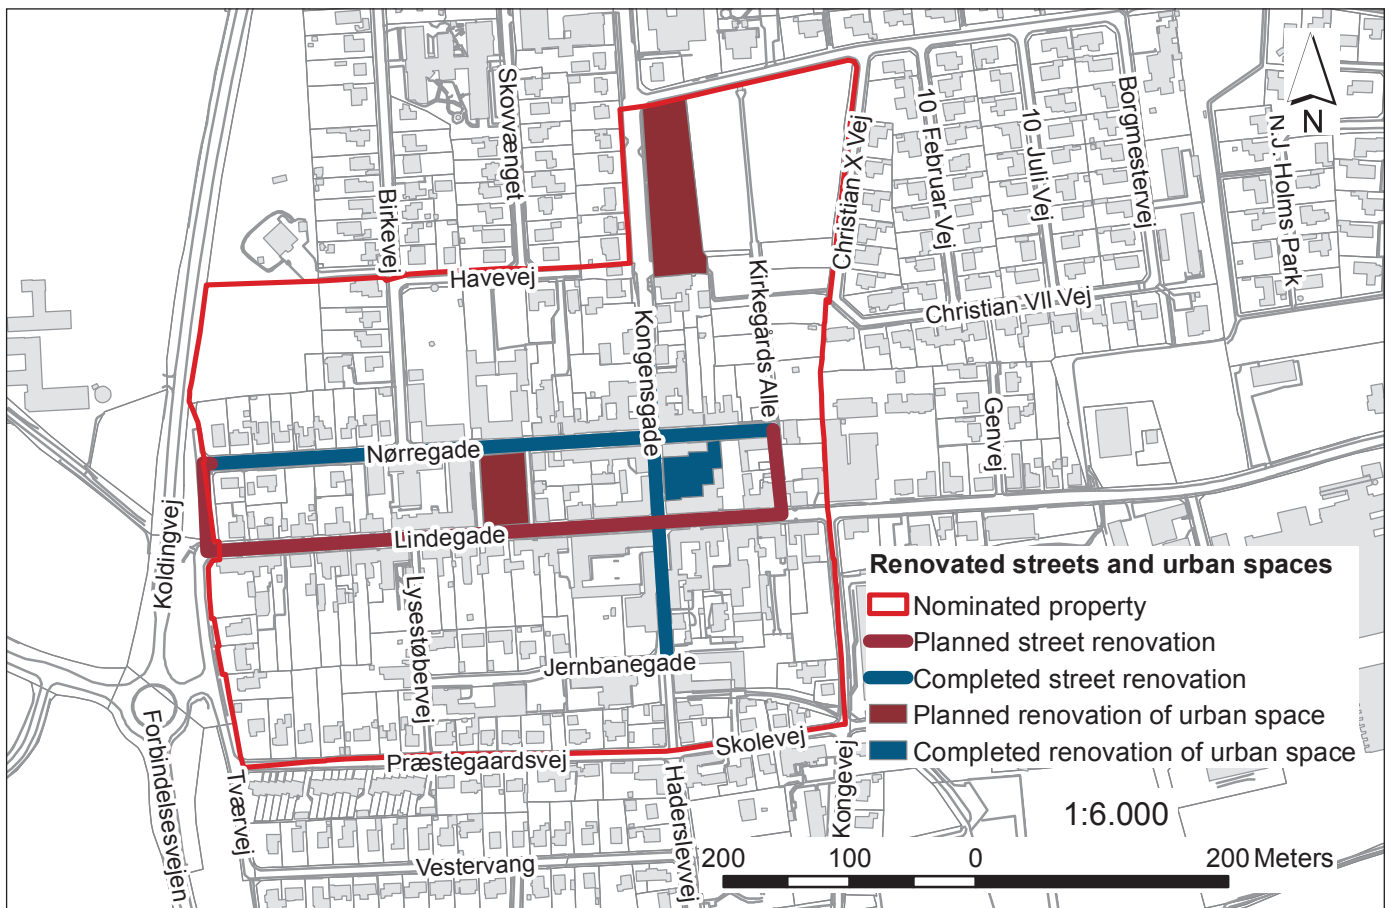 Skovvænget
Birkevej
Havevej
Kongensgade
Kirkegårds Alle
Christian X Vej
10 Februar Vej
10 Juli Vej
Borgmestervej
N.J. Holms Park
N
Christian VII Vej
Genvej
Nørregade
Lindegade
Koldingvej
Lysestøbervej
Jernbanegade
Præstegaardsvej
Skolevej
Forbindelsesvejen
Tværvej
Vestervang
Haderslevvej
Kongevej
Renovated streets and urban spaces
Nominated property
Planned street renovation
Completed street renovation
Planned renovation of urban space
Completed renovation of urban space
1:6.000
200 100 0 200 Meters